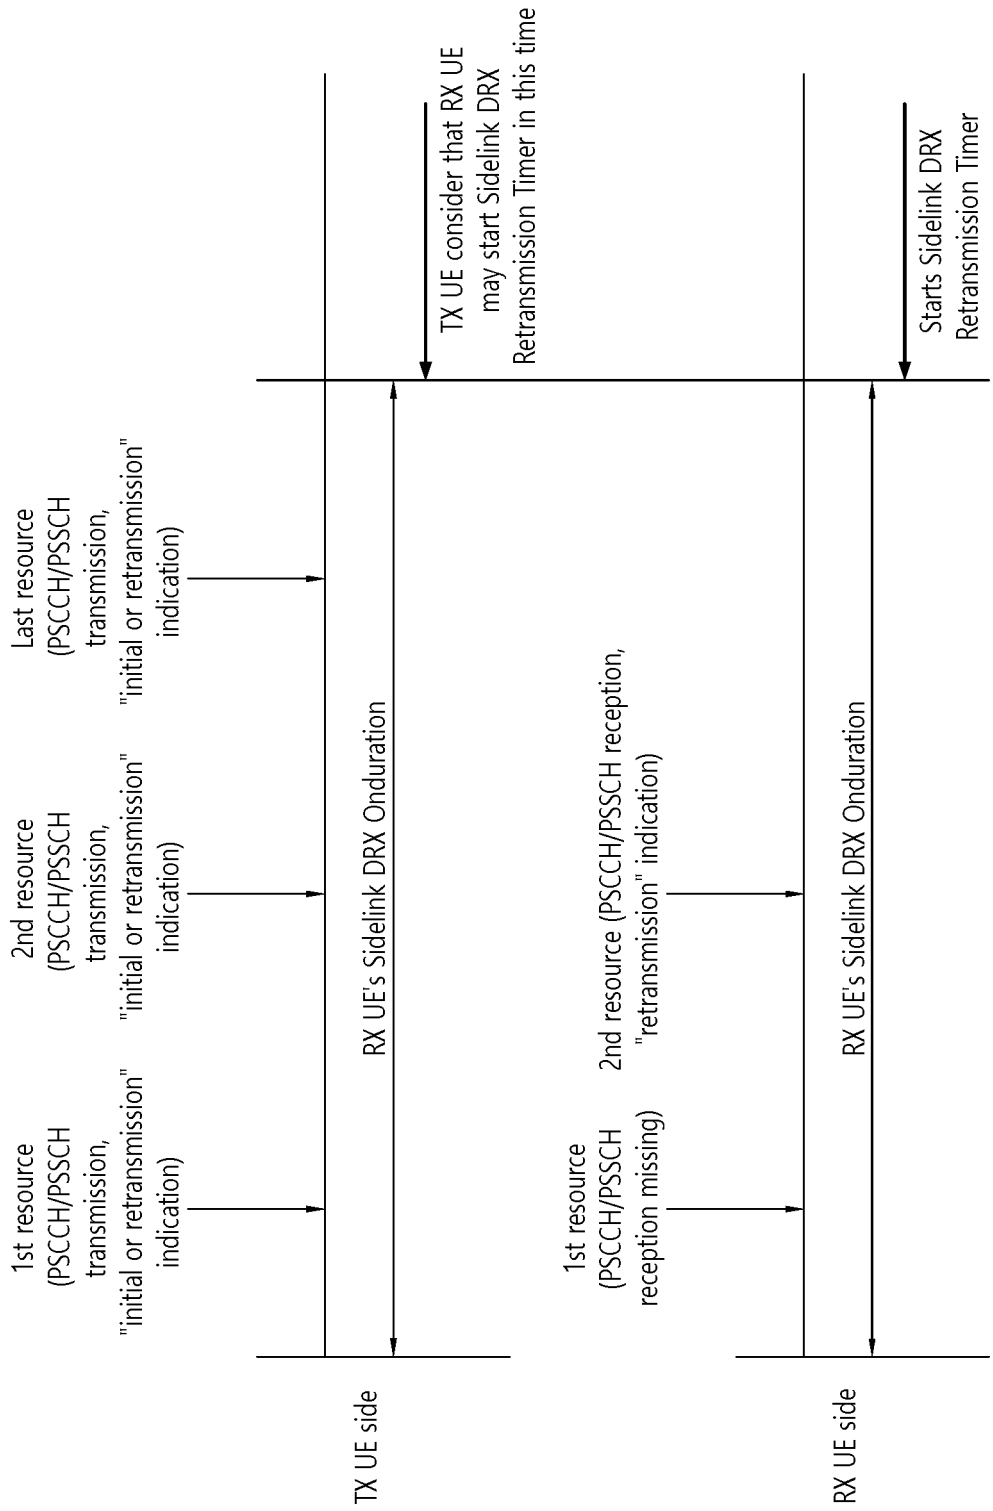 1st resource
(PSCCH/PSSCH
transmission,
"initial or retransmission"
indication)
2nd resource
(PSCCH/PSSCH
transmission,
"initial or retransmission"
indication)
Last resource
(PSCCH/PSSCH
transmission,
"initial or retransmission"
indication)
TX UE side
RX UE's Sidelink DRX Onduration
TX UE consider that RX UE
may start Sidelink DRX
Retransmission Timer in this time
1st resource
(PSCCH/PSSCH
reception missing)
2nd resource (PSCCH/PSSCH reception,
"retransmission" indication)
RX UE side
RX UE's Sidelink DRX Onduration
Starts Sidelink DRX
Retransmission Timer